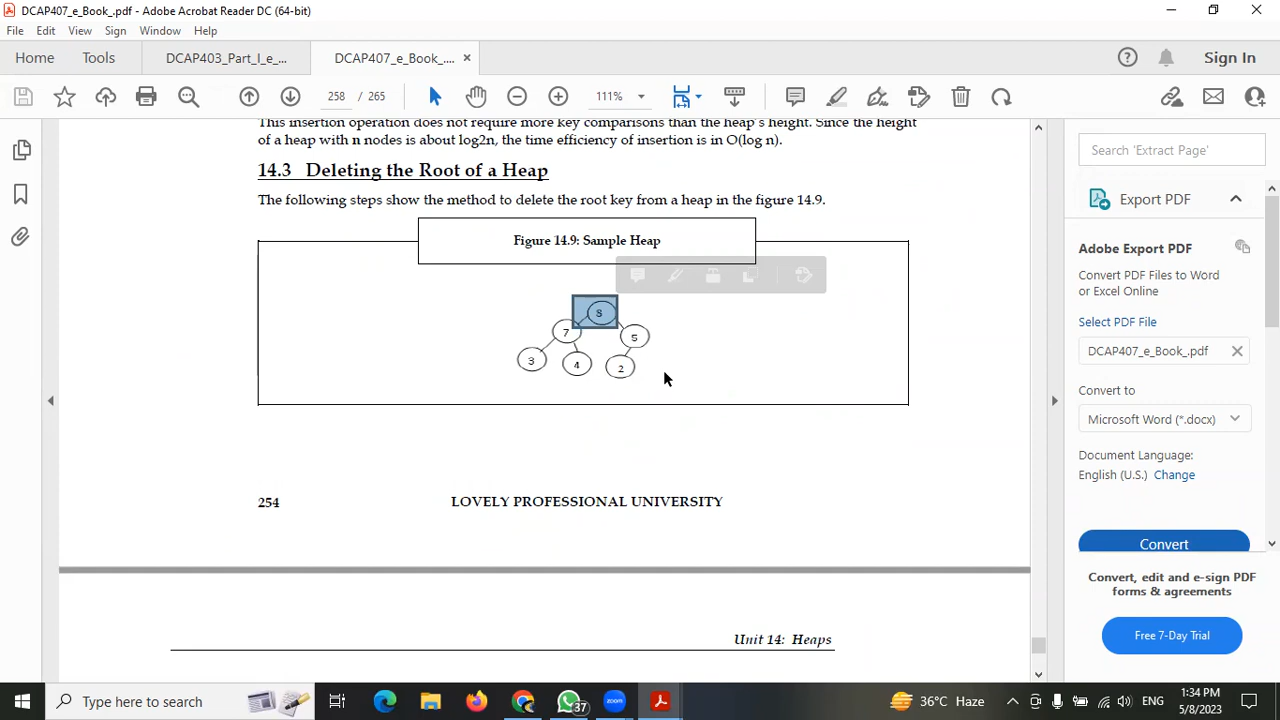 DCAP407_e_Book_.pdf - Adobe Acrobat Reader DC (64-bit)
File Edit View Sign Window Help
Home Tools DCAP403_Part_I_e_... DCAP407_e_Book_.... × Sign In
258 / 265 111%
This insertion operation does not require more key comparisons than the heap's height. Since the height
of a heap with n nodes is about log2n, the time efficiency of insertion is in O(log n).
14.3 Deleting the Root of a Heap
The following steps show the method to delete the root key from a heap in the figure 14.9.
Figure 14.9: Sample Heap
8
7 5
3 4 2
254 LOVELY PROFESSIONAL UNIVERSITY
Unit 14: Heaps
Search 'Extract Page'
Export PDF
Adobe Export PDF
Convert PDF Files to Word
or Excel Online
Select PDF File
DCAP407_e_Book_.pdf
Convert to
Microsoft Word (*.docx)
Document Language:
English (U.S.) Change
Convert
Convert, edit and e-sign PDF
forms & agreements
Free 7-Day Trial
Type here to search
37
zoom
36°C Haze
ENG
1:34 PM
5/8/2023